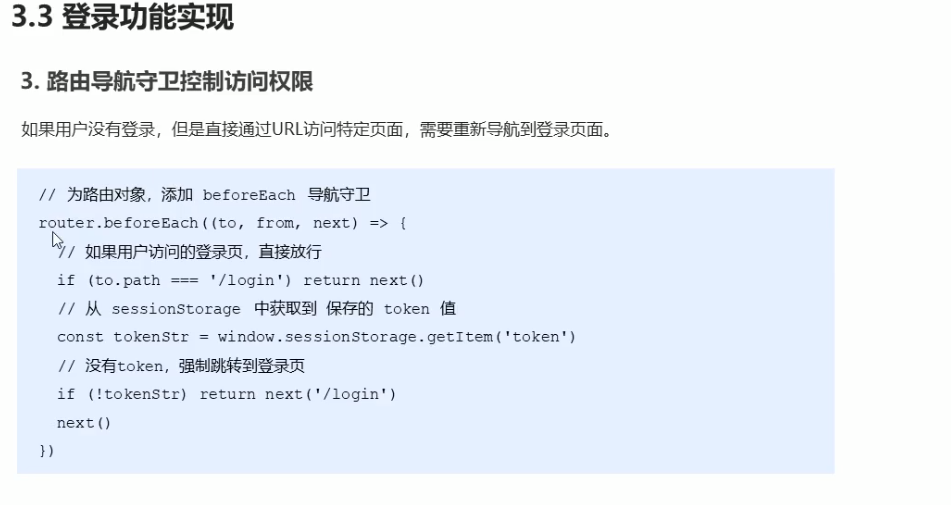 3.3 登录功能实现
3. 路由导航守卫控制访问权限
如果用户没有登录，但是直接通过URL访问特定页面，需要重新导航到登录页面。
// 为路由对象，添加 beforeEach 导航守卫
router.beforeEach((to, from, next) => {
// 如果用户访问的登录页，直接放行
if (to.path === '/login') return next()
// 从 sessionStorage 中获取到 保存的 token 值
const tokenStr = window.sessionStorage.getItem('token')
// 没有token，强制跳转到登录页
if (!tokenStr) return next('/login')
next()
})